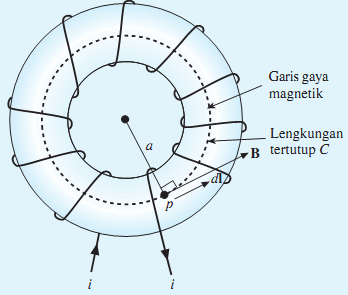 Garis gaya
magnetik
Lengkungan
tertutup C
a
B
dl
p
i
i